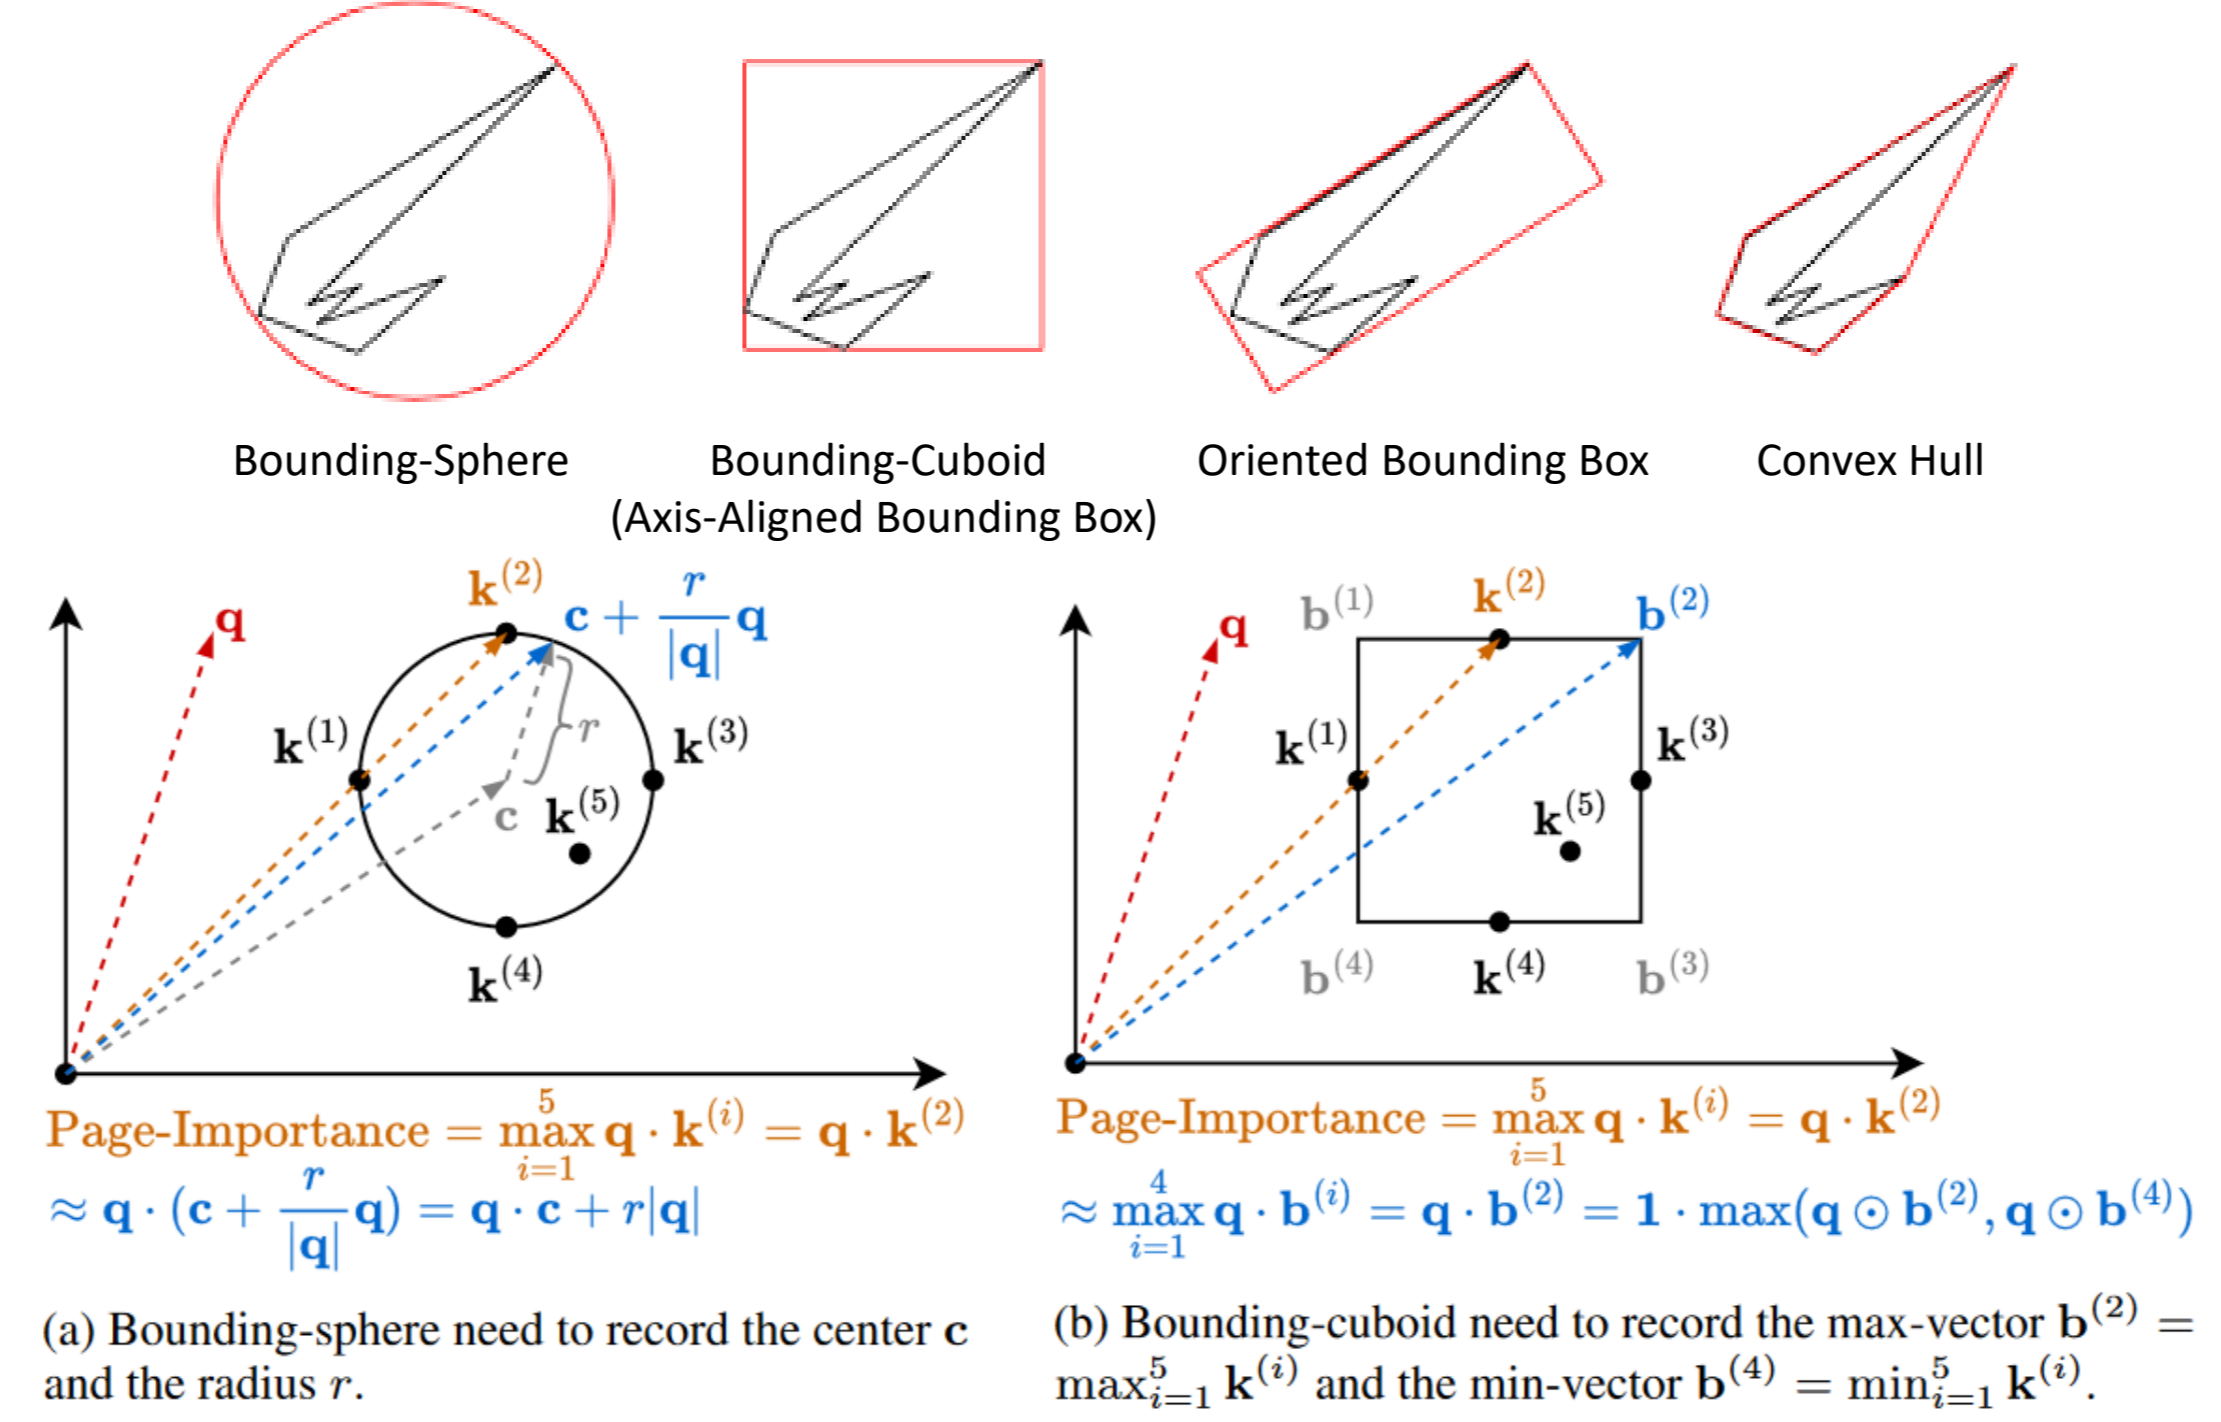 Bounding-Sphere
Bounding-Cuboid
(Axis-Aligned Bounding Box)
Oriented Bounding Box
Convex Hull
q
k^(2)
c + r/|q| q
k^(1)
r
k^(3)
c
k^(5)
k^(4)
Page-Importance = max_{i=1}^{5} q · k^(i) = q · k^(2)
≈ q · (c + r/|q| q) = q · c + r|q|
(a) Bounding-sphere need to record the center c
and the radius r.
q
b^(1)
k^(2)
b^(2)
k^(1)
k^(3)
k^(5)
b^(4)
k^(4)
b^(3)
Page-Importance = max_{i=1}^{5} q · k^(i) = q · k^(2)
≈ max_{i=1}^{4} q · b^(i) = q · b^(2) = 1 · max(q ⊙ b^(2), q ⊙ b^(4))
(b) Bounding-cuboid need to record the max-vector b^(2) =
max_{i=1}^{5} k^(i) and the min-vector b^(4) = min_{i=1}^{5} k^(i).